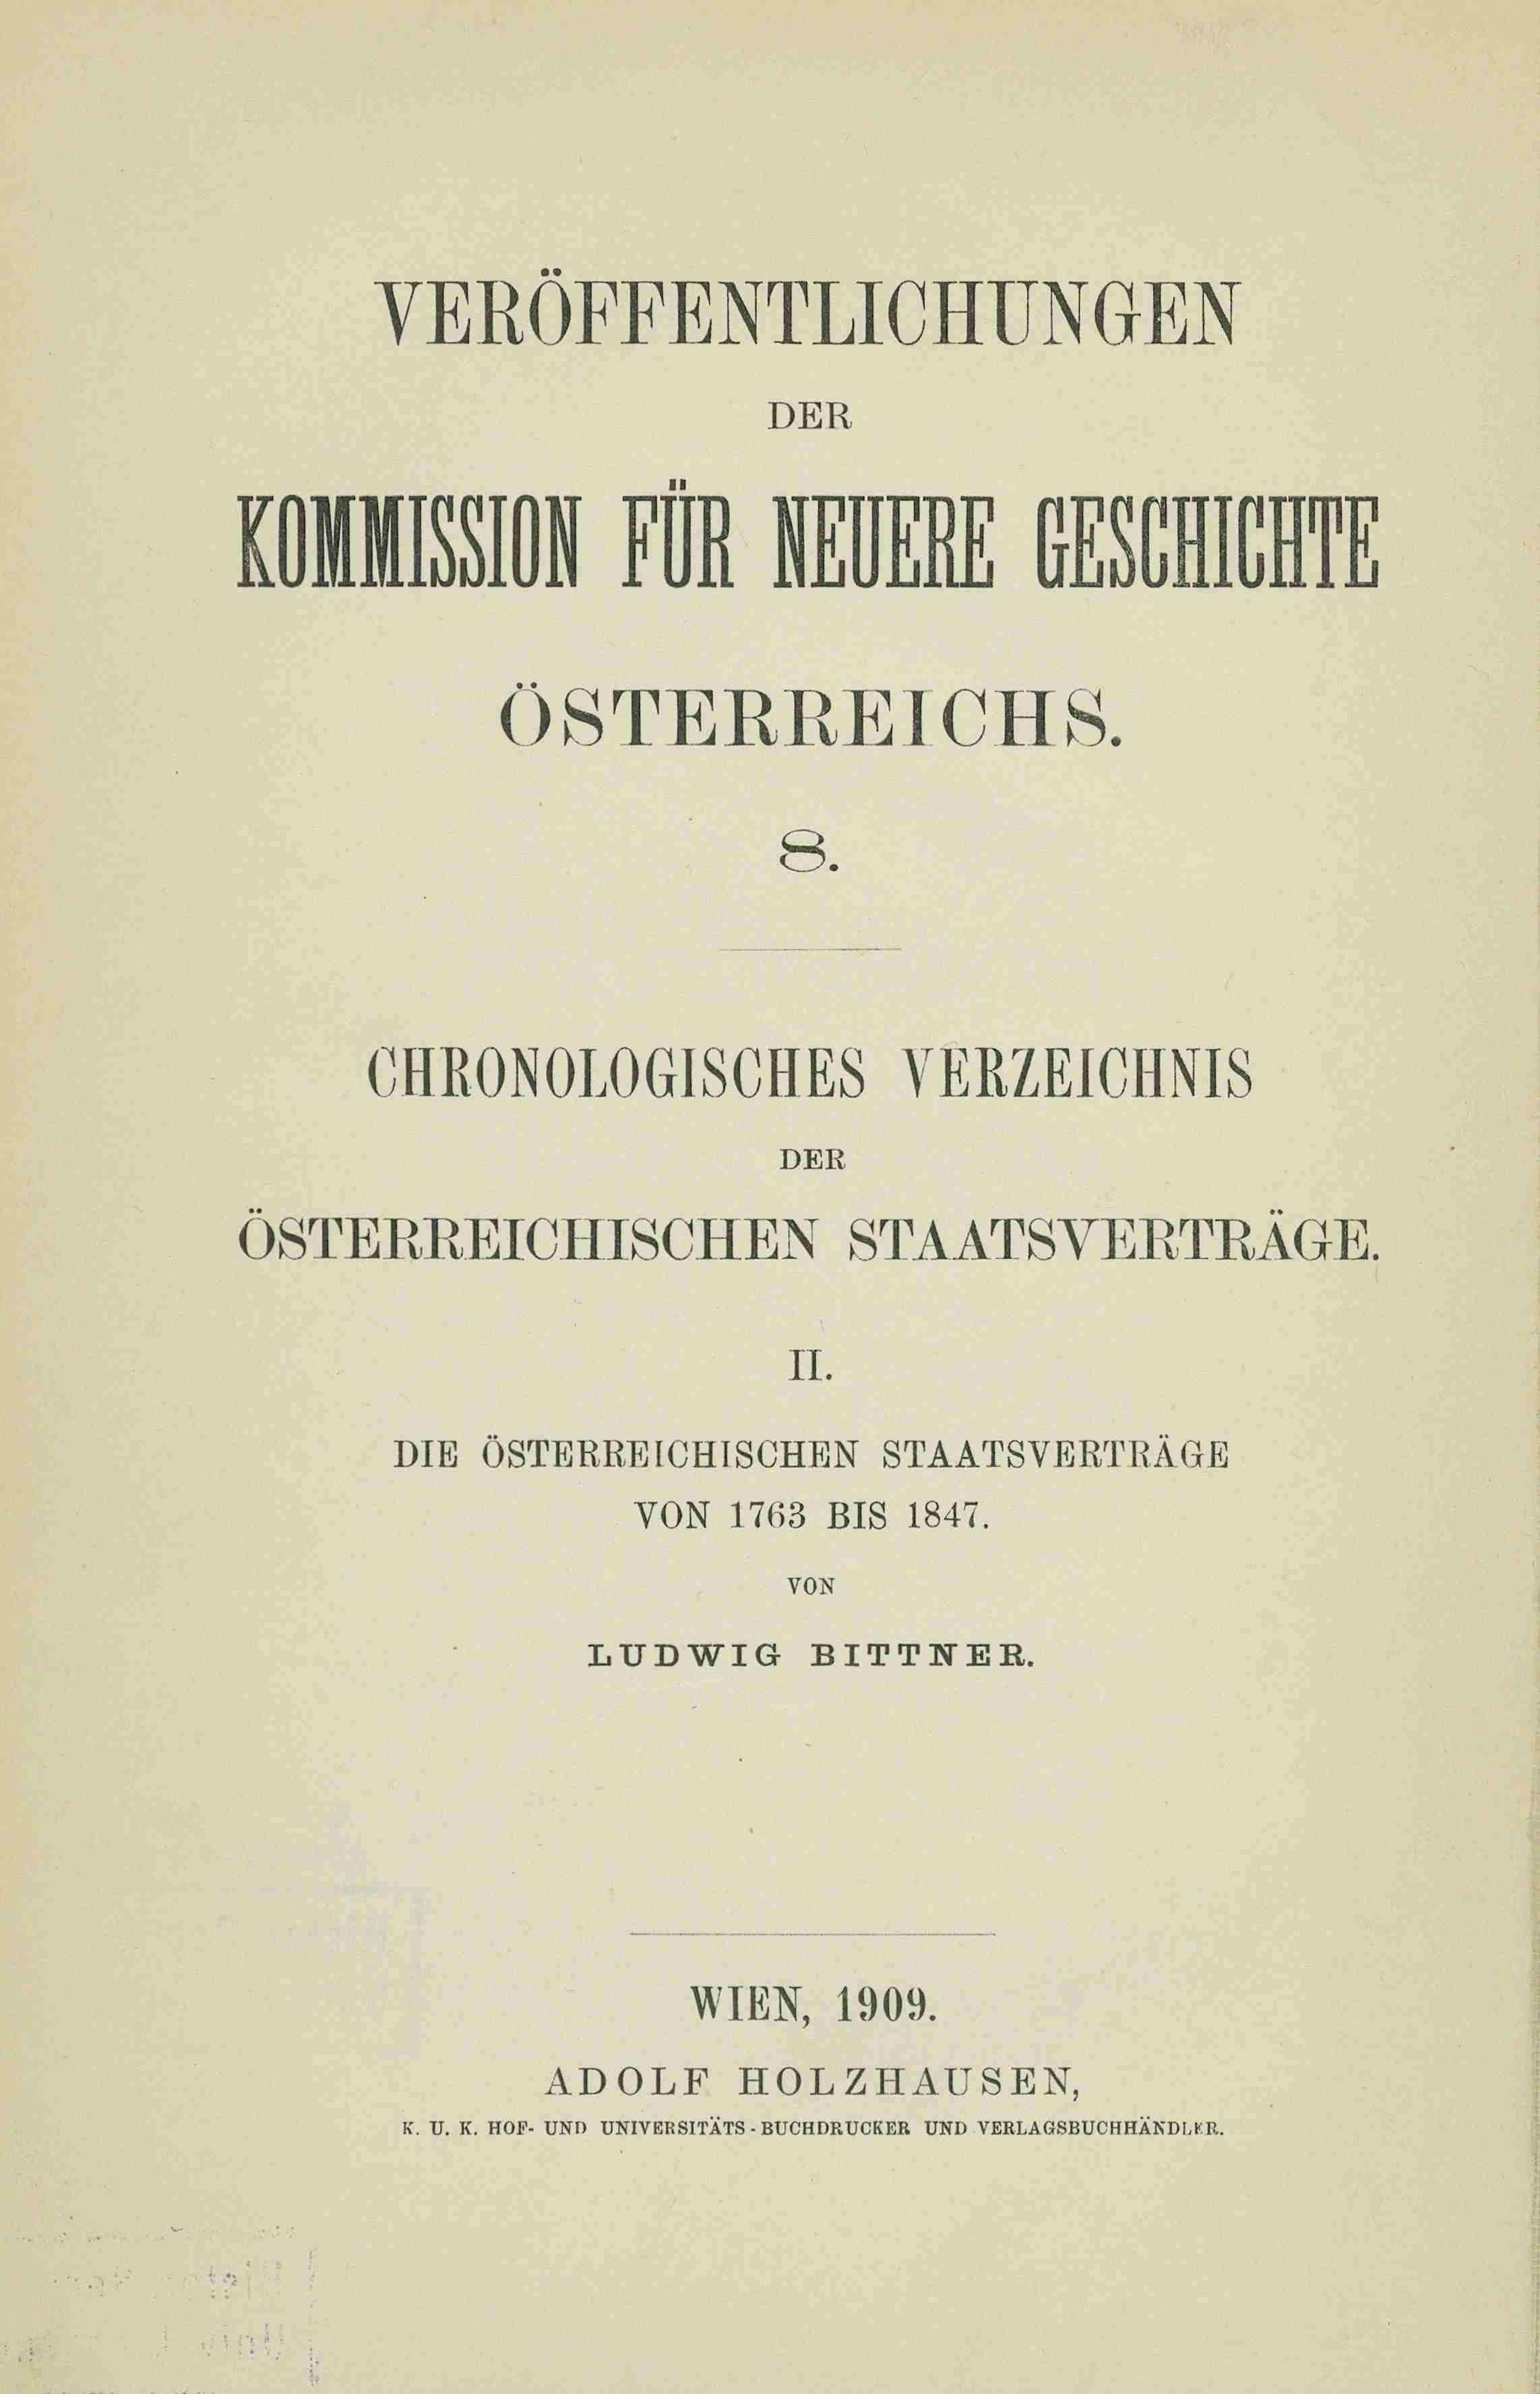 VERÖFFENTLICHUNGEN
DER
KOMMISSION FÜR NEUERE GESCHICHTE
ÖSTERREICHS.
8.
CHRONOLOGISCHES VERZEICHNIS
DER
ÖSTERREICHISCHEN STAATSVERTRÄGE.
II.
DIE ÖSTERREICHISCHEN STAATSVERTRÄGE
VON 1763 BIS 1847.
VON
LUDWIG BITTNER.
WIEN, 1909.
ADOLF HOLZHAUSEN,
K. U. K. HOF- UND UNIVERSITÄTS-BUCHDRUCKER UND VERLAGSBUCHHÄNDLER.